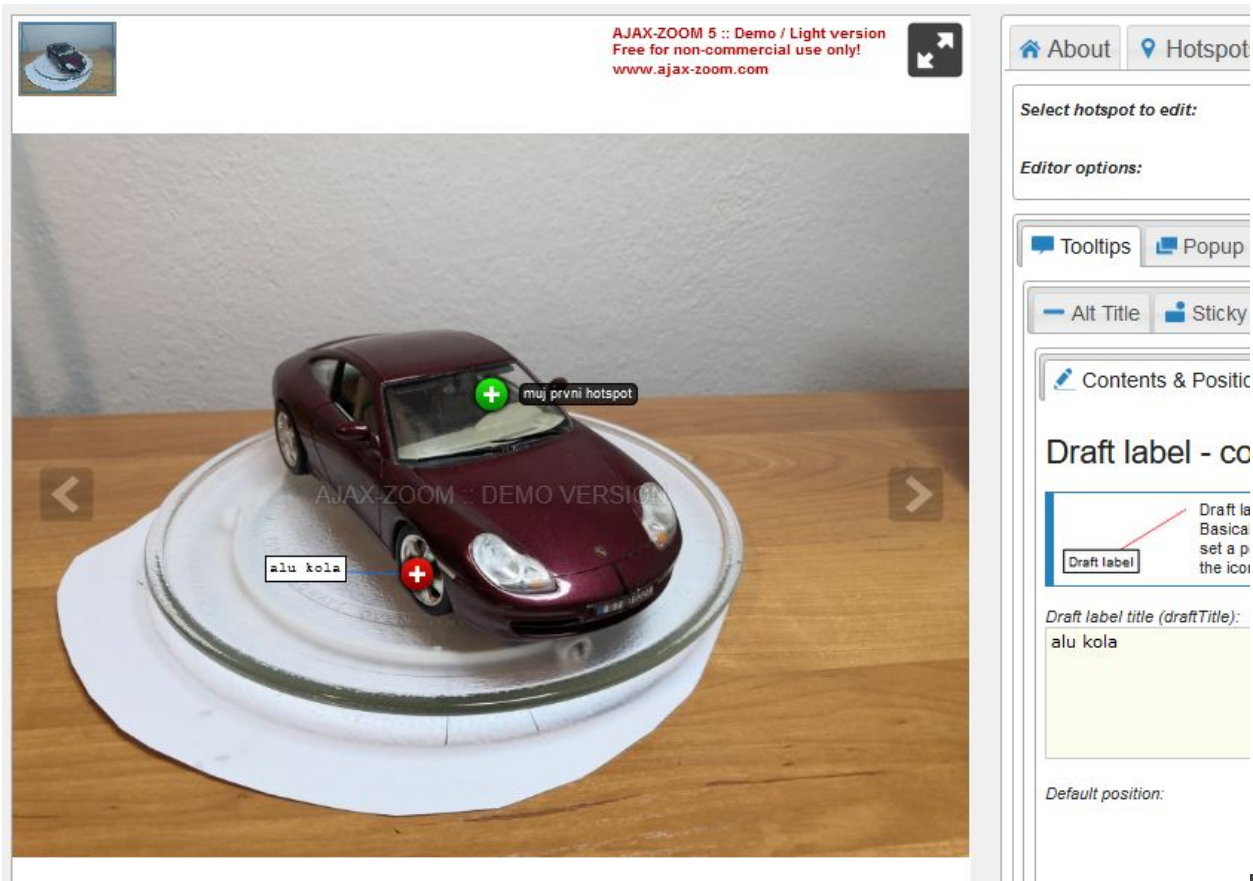 AJAX-ZOOM 5 :: Demo / Light version
Free for non-commercial use only!
www.ajax-zoom.com
muj prvni hotspot
AJAX-ZOOM :: DEMO VERSION
alu kola
About
Hotspots
Select hotspot to edit:
Editor options:
Tooltips
Popup
Alt Title
Sticky
Contents & Positio
Draft label - co
Draft la
Basica
set a p
the ico
Draft label
Draft label title (draftTitle):
alu kola
Default position: